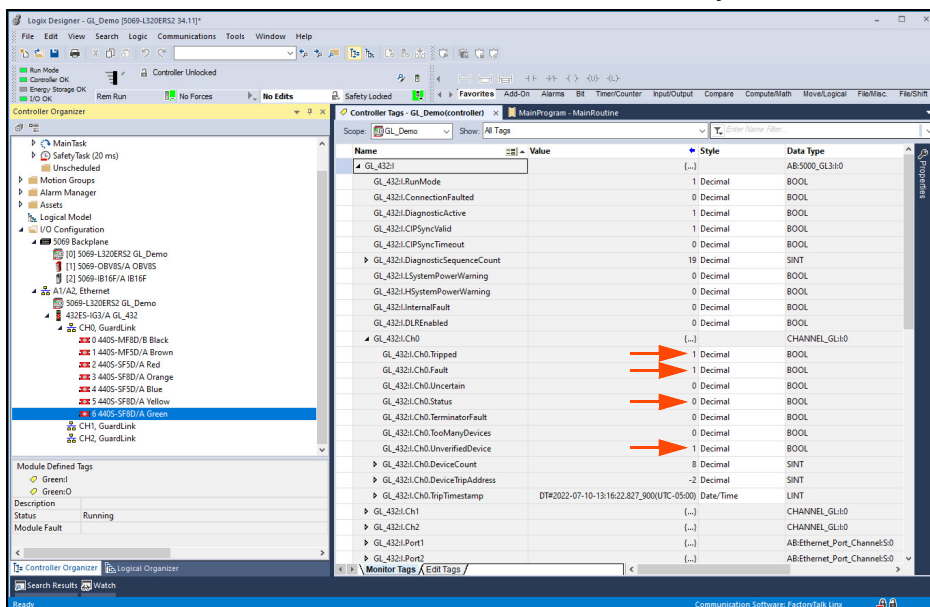 Logix Designer - GL_Demo [5069-L320ERS2 34.11]*
File Edit View Search Logic Communications Tools Window Help
Run Mode
Controller OK
Energy Storage OK
I/O OK
Rem Run
Controller Unlocked
No Forces
No Edits
Safety Locked
Favorites Add-On Alarms Bit Timer/Counter Input/Output Compare Compute/Math Move/Logical File/Misc. File/Shift
Controller Organizer
MainTask
SafetyTask (20 ms)
Unscheduled
Motion Groups
Alarm Manager
Assets
Logical Model
I/O Configuration
5069 Backplane
[0] 5069-L320ERS2 GL_Demo
[1] 5069-OBV8S/A OBV8S
[2] 5069-IB16F/A IB16F
A1/A2, Ethernet
5069-L320ERS2 GL_Demo
432ES-IG3/A GL_432
CH0, GuardLink
0 440S-MF8D/B Black
1 440S-MF5D/A Brown
2 440S-SF5D/A Red
3 440S-SF8D/A Orange
4 440S-SF5D/A Blue
5 440S-SF8D/A Yellow
6 440S-SF8D/A Green
CH1, GuardLink
CH2, GuardLink
Module Defined Tags
Green:I
Green:O
Description
Status Running
Module Fault
Controller Organizer Logical Organizer
Controller Tags - GL_Demo(controller) × MainProgram - MainRoutine
Scope: GL_Demo Show: All Tags Enter Name Filter...
Name Value Style Data Type
GL_432:I {...} AB:5000_GL3:I:0
GL_432:I.RunMode 1 Decimal BOOL
GL_432:I.ConnectionFaulted 0 Decimal BOOL
GL_432:I.DiagnosticActive 1 Decimal BOOL
GL_432:I.CIPSyncValid 1 Decimal BOOL
GL_432:I.CIPSyncTimeout 0 Decimal BOOL
GL_432:I.DiagnosticSequenceCount 19 Decimal SINT
GL_432:I.LSystemPowerWarning 0 Decimal BOOL
GL_432:I.HSystemPowerWarning 0 Decimal BOOL
GL_432:I.InternalFault 0 Decimal BOOL
GL_432:I.DLREnabled 0 Decimal BOOL
GL_432:I.Ch0 {...} CHANNEL_GL:I:0
GL_432:I.Ch0.Tripped 1 Decimal BOOL
GL_432:I.Ch0.Fault 1 Decimal BOOL
GL_432:I.Ch0.Uncertain 0 Decimal BOOL
GL_432:I.Ch0.Status 0 Decimal BOOL
GL_432:I.Ch0.TerminatorFault 0 Decimal BOOL
GL_432:I.Ch0.TooManyDevices 0 Decimal BOOL
GL_432:I.Ch0.UnverifiedDevice 1 Decimal BOOL
GL_432:I.Ch0.DeviceCount 8 Decimal SINT
GL_432:I.Ch0.DeviceTripAddress -2 Decimal SINT
GL_432:I.Ch0.TripTimestamp DT#2022-07-10-13:16:22.827_900(UTC-05:00) Date/Time LINT
GL_432:I.Ch1 {...} CHANNEL_GL:I:0
GL_432:I.Ch2 {...} CHANNEL_GL:I:0
GL_432:I.Port1 {...} AB:Ethernet_Port_Channel:S:0
GL_432:I.Port2 {...} AB:Ethernet_Port_Channel:S:0
Monitor Tags Edit Tags
Properties
Search Results Watch
Ready
Communication Software: FactoryTalk Linx